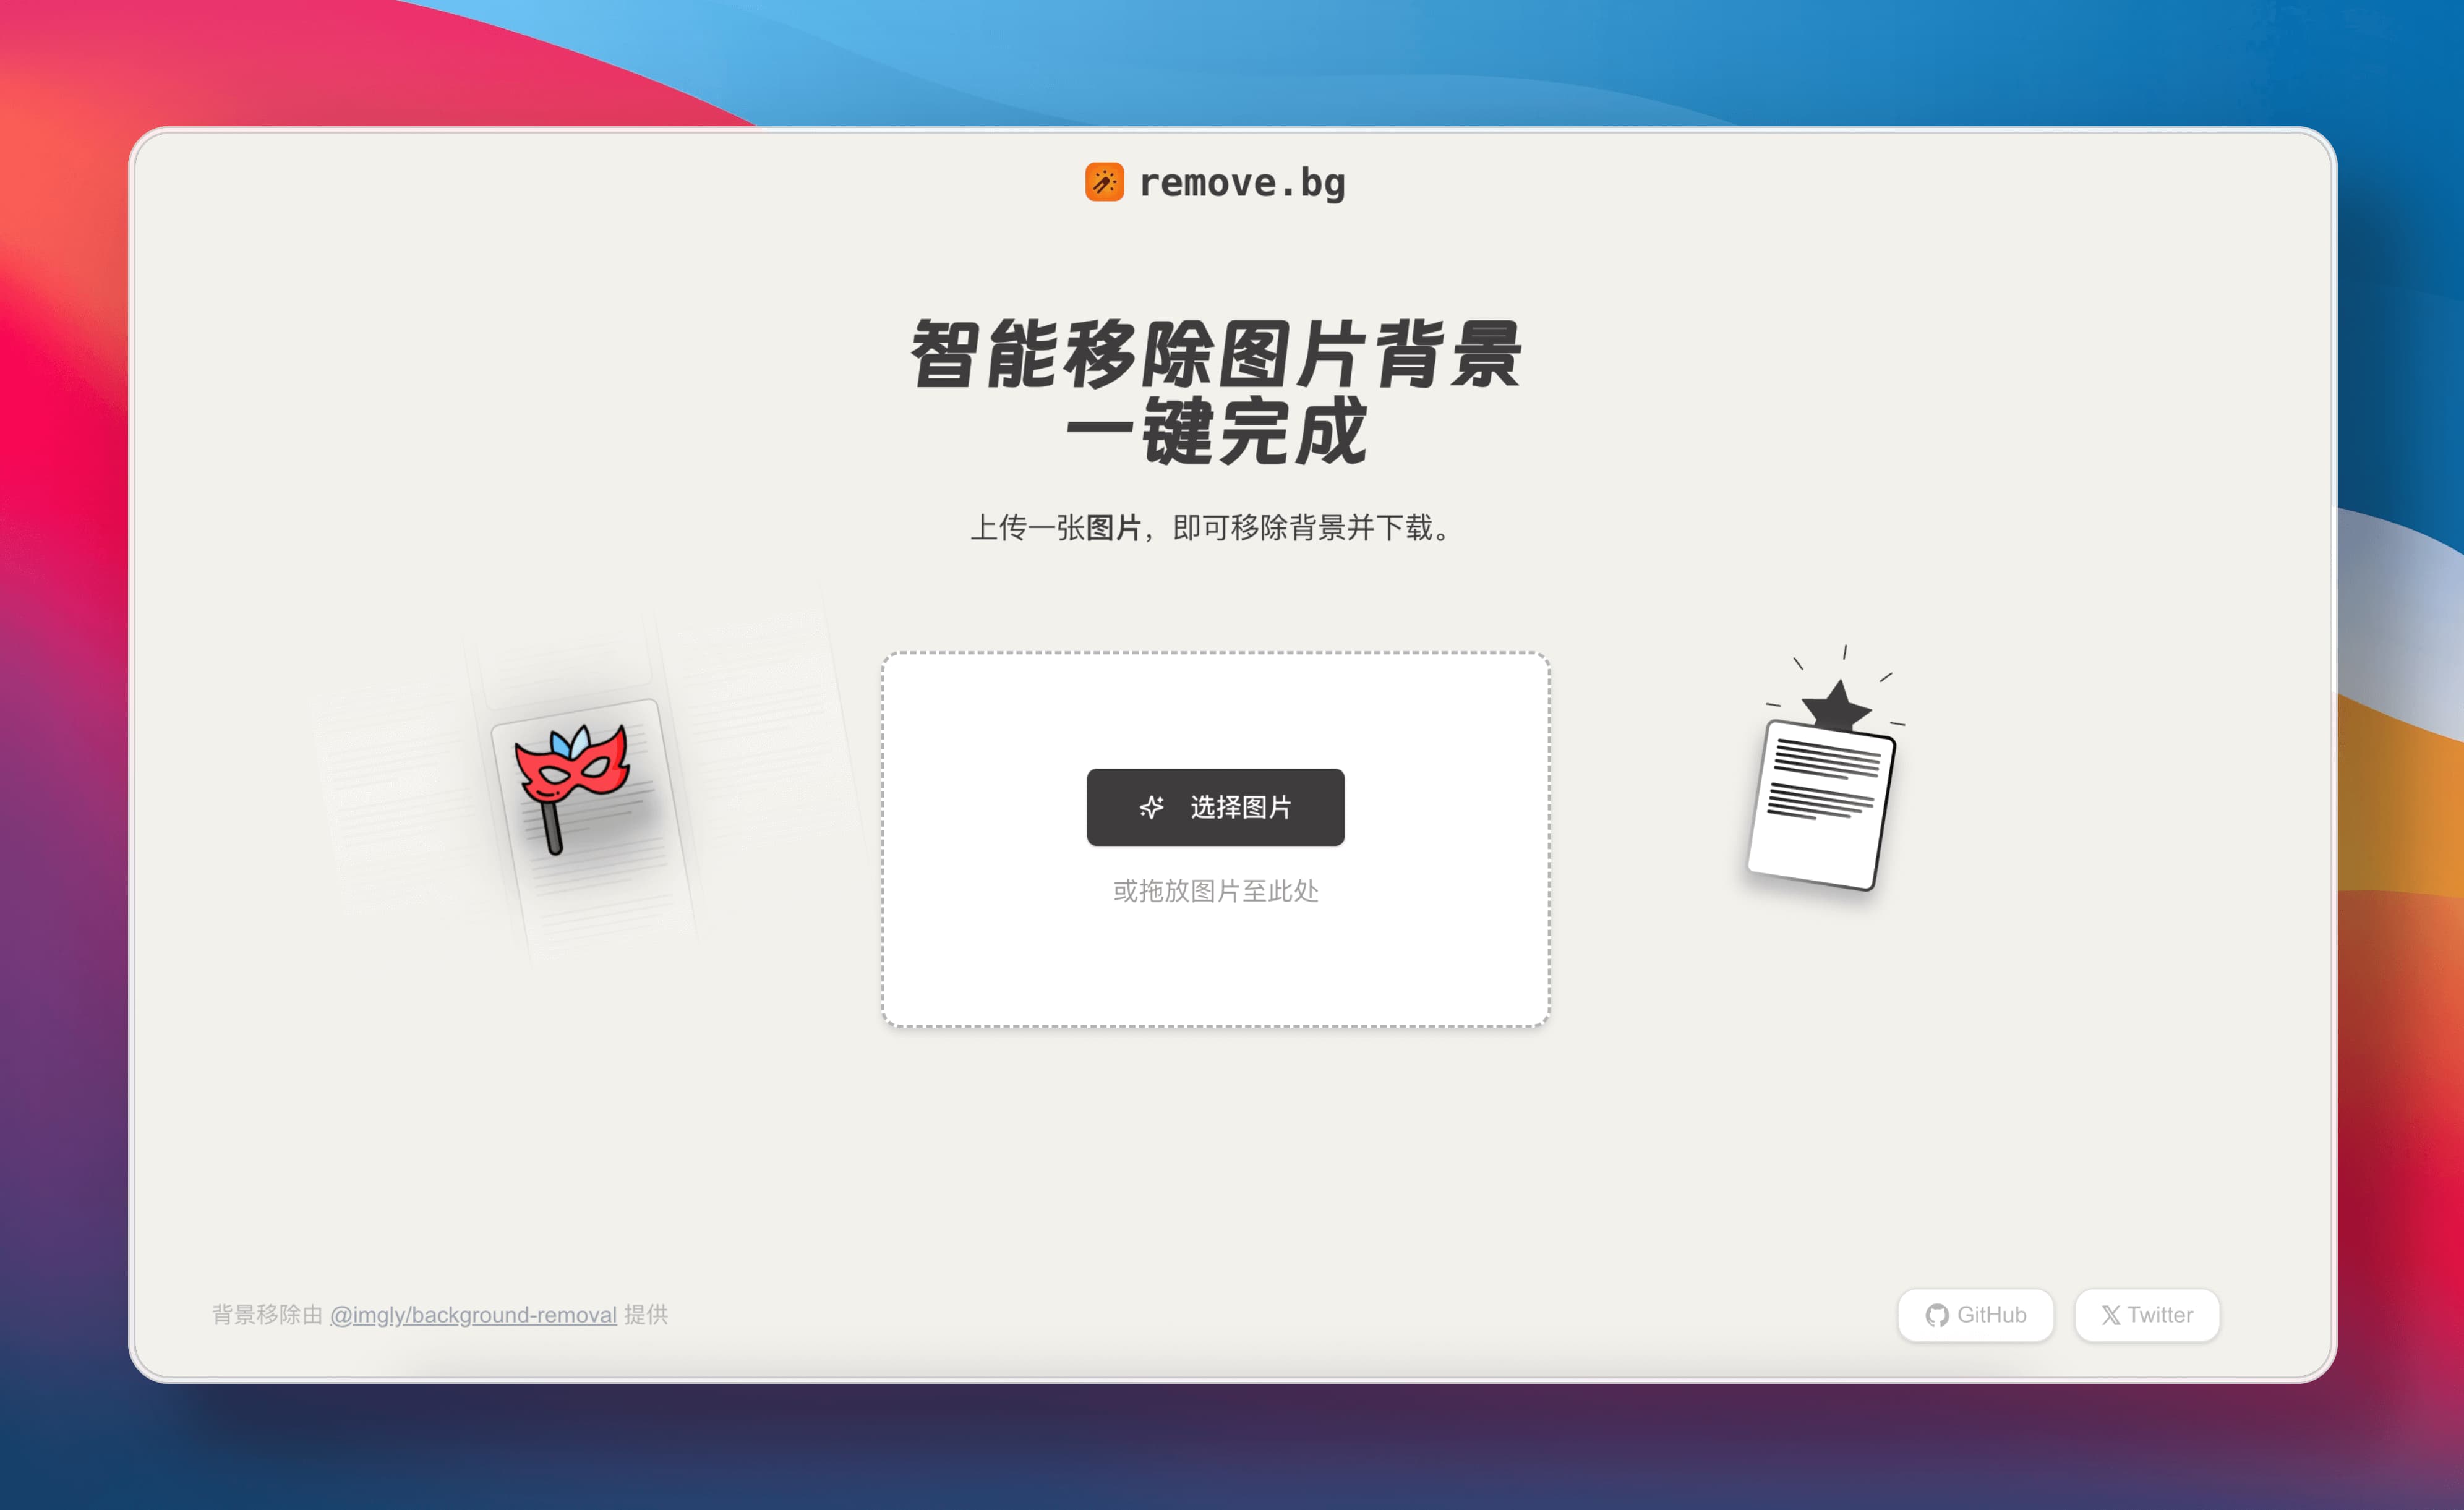 remove.bg
智能移除图片背景
一键完成
上传一张图片，即可移除背景并下载。
选择图片
或拖放图片至此处
背景移除由 @imgly/background-removal 提供
GitHub
Twitter